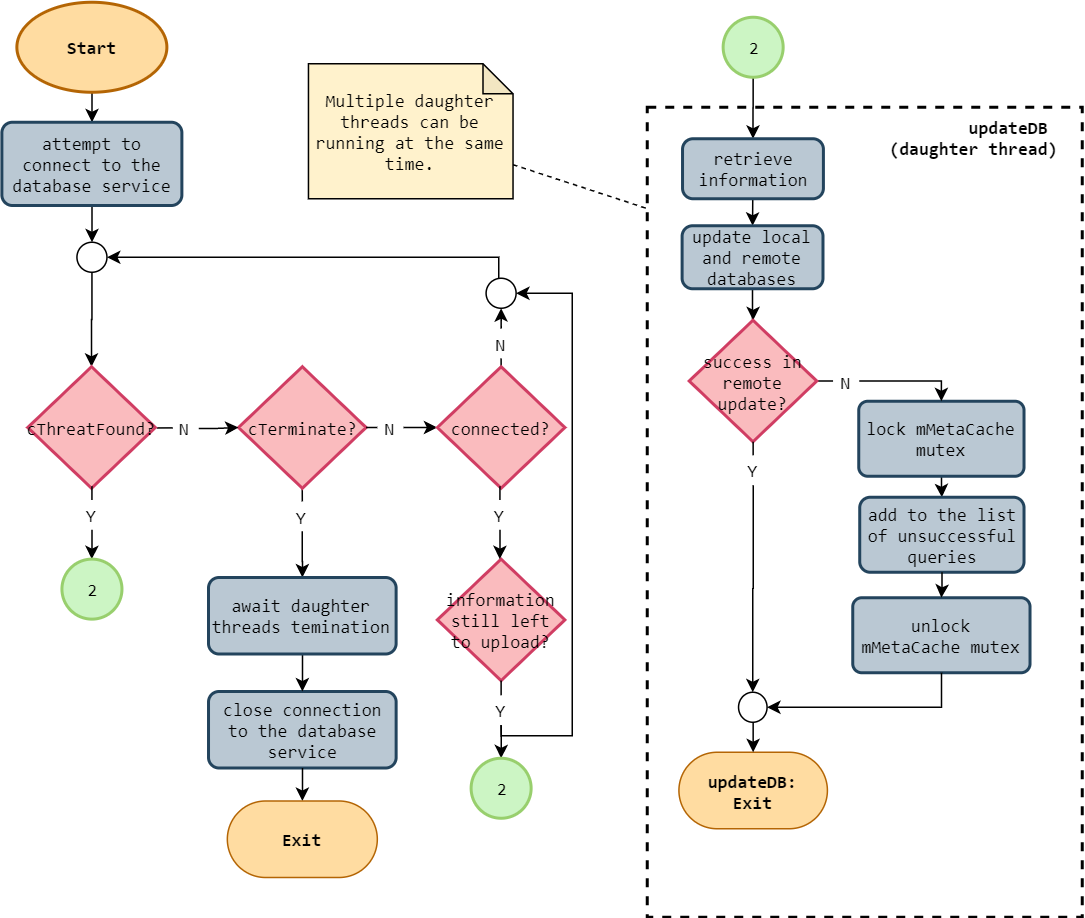 Start
attempt to
connect to the
database service
Multiple daughter
threads can be
running at the same
time.
cThreatFound?
N
cTerminate?
N
connected?
N
Y
2
Y
await daughter
threads temination
close connection
to the database
service
Exit
Y
information
still left
to upload?
Y
2
2
updateDB
(daughter thread)
retrieve
information
update local
and remote
databases
success in
remote
update?
N
Y
lock mMetaCache
mutex
add to the list
of unsuccessful
queries
unlock
mMetaCache mutex
updateDB:
Exit